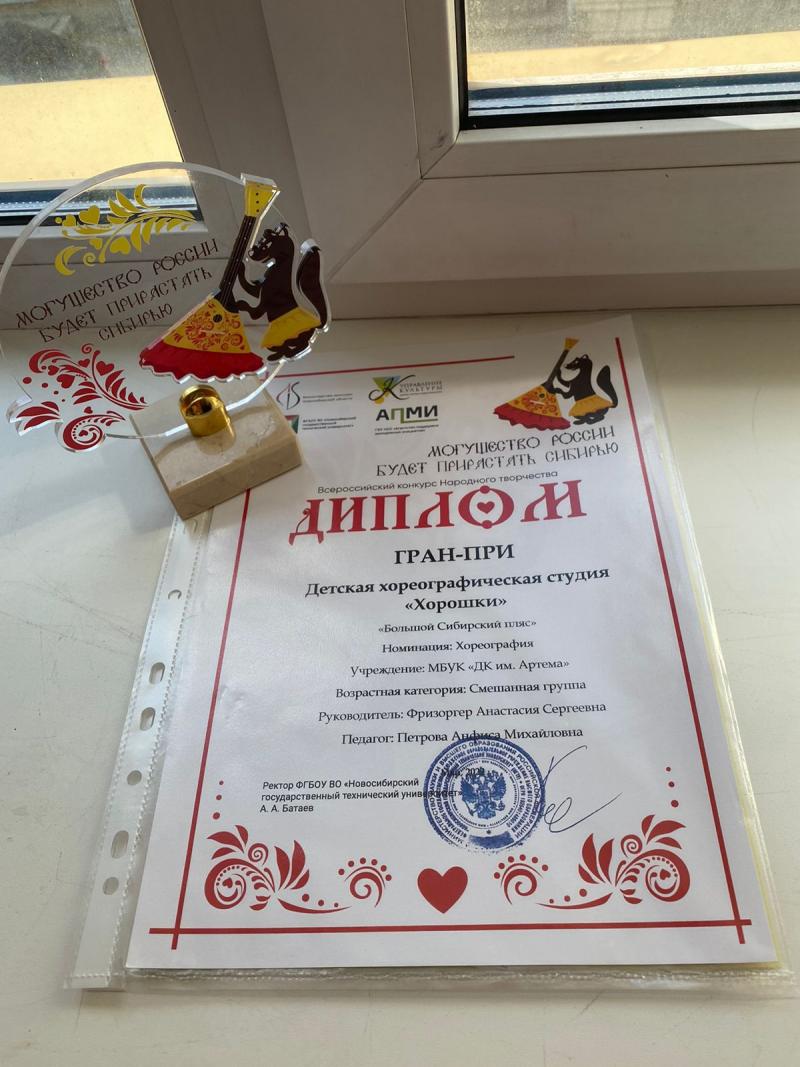 МОГУЩЕСТВО РОССИИ
БУДЕТ ПРИРАСТАТЬ
СИБИРЬЮ
УПРАВЛЕНИЕ
КУЛЬТУРЫ
АПМИ
МОГУЩЕСТВО РОССИИ
БУДЕТ ПРИРАСТАТЬ СИБИРЬЮ
Всероссийский конкурс Народного творчества
ДИПЛОМ
ГРАН-ПРИ
Детская хореографическая студия
«Хорошки»
«Большой Сибирский пляс»
Номинация: Хореография
Учреждение: МБУК «ДК им. Артема»
Возрастная категория: Смешанная группа
Руководитель: Фризоргер Анастасия Сергеевна
Педагог: Петрова Анфиса Михайловна
Ректор ФГБОУ ВО «Новосибирский
государственный технический университет»
А. А. Батаев